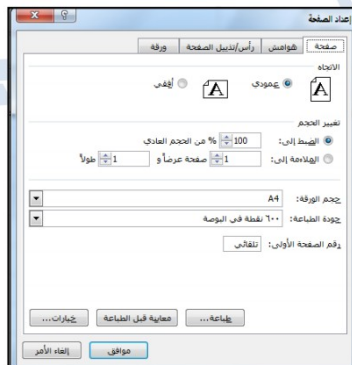 إعداد الصفحة
صفحة هوامش رأس/تذييل الصفحة ورقة
الاتجاه
عمودي أفقي
تغيير الحجم
الضبط إلى: 100 % من الحجم العادي
الملاءمة إلى: 1 صفحة عرضاً و 1 طولاً
حجم الورقة: A4
جودة الطباعة: ٦٠٠ نقطة في البوصة
رقم الصفحة الأولى: تلقائي
طباعة... معاينة قبل الطباعة خيارات...
موافق إلغاء الأمر